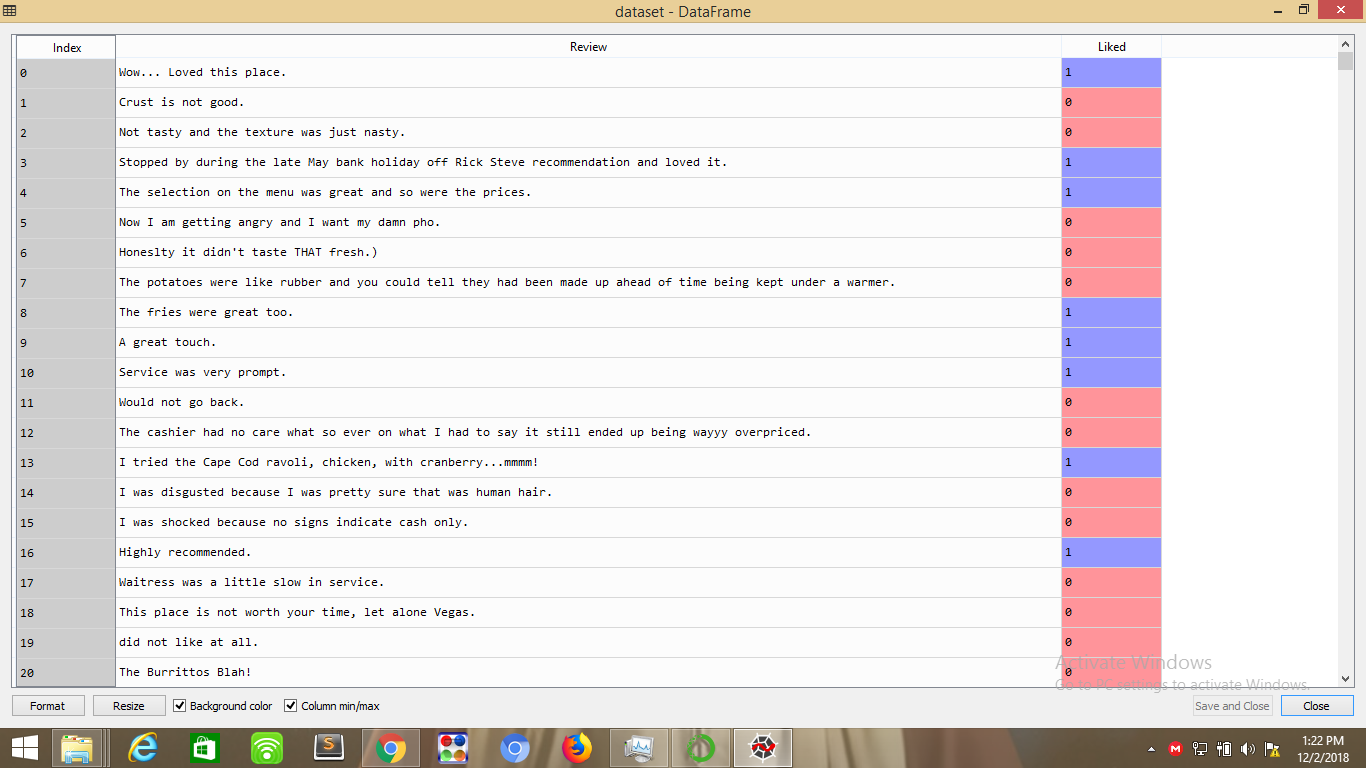 dataset - DataFrame
Index Review Liked
0 Wow... Loved this place. 1
1 Crust is not good. 0
2 Not tasty and the texture was just nasty. 0
3 Stopped by during the late May bank holiday off Rick Steve recommendation and loved it. 1
4 The selection on the menu was great and so were the prices. 1
5 Now I am getting angry and I want my damn pho. 0
6 Honeslty it didn't taste THAT fresh.) 0
7 The potatoes were like rubber and you could tell they had been made up ahead of time being kept under a warmer. 0
8 The fries were great too. 1
9 A great touch. 1
10 Service was very prompt. 1
11 Would not go back. 0
12 The cashier had no care what so ever on what I had to say it still ended up being wayyy overpriced. 0
13 I tried the Cape Cod ravoli, chicken, with cranberry...mmmm! 1
14 I was disgusted because I was pretty sure that was human hair. 0
15 I was shocked because no signs indicate cash only. 0
16 Highly recommended. 1
17 Waitress was a little slow in service. 0
18 This place is not worth your time, let alone Vegas. 0
19 did not like at all. 0
Activate Windows
20 The Burrittos Blah! 0
Go to PC settings to activate Windows.
Format Resize Background color Column min/max Save and Close Close
1:22 PM
12/2/2018